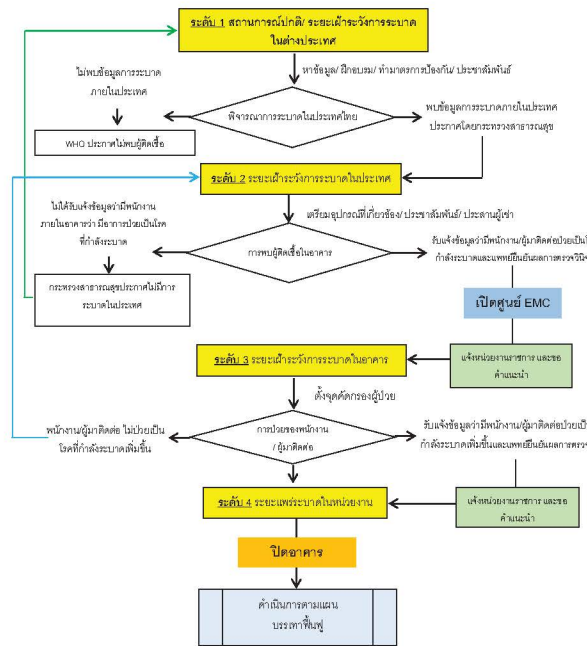 ระดับ 1 สถานการณ์ปกติ/ ระยะเฝ้าระวังการระบาด
ในต่างประเทศ
หาข้อมูล/ ฝึกอบรม/ ทำมาตรการป้องกัน/ ประชาสัมพันธ์
ไม่พบข้อมูลการระบาด
ภายในประเทศ
พิจารณาการระบาดในประเทศไทย
พบข้อมูลการระบาดภายในประเทศ
ประกาศโดยกระทรวงสาธารณสุข
WHO ประกาศไม่พบผู้ติดเชื้อ
ระดับ 2 ระยะเฝ้าระวังการระบาดในประเทศ
เตรียมอุปกรณ์ที่เกี่ยวข้อง/ ประชาสัมพันธ์/ ประสานผู้เช่า
ไม่ได้รับแจ้งข้อมูลว่ามีพนักงาน
ภายในอาคารว่า มีอาการป่วยเป็นโรค
ที่กำลังระบาด
การพบผู้ติดเชื้อในอาคาร
รับแจ้งข้อมูลว่ามีพนักงาน/ผู้มาติดต่อป่วยเป็นโ
กำลังระบาดและแพทย์ยืนยันผลการตรวจวินิจ
กระทรวงสาธารณสุขประกาศไม่มีการ
ระบาดในประเทศ
เปิดศูนย์ EMC
ระดับ 3 ระยะเฝ้าระวังการระบาดในอาคาร
แจ้งหน่วยงานราชการ และขอ
คำแนะนำ
ตั้งจุดคัดกรองผู้ป่วย
พนักงาน/ผู้มาติดต่อ ไม่ป่วยเป็น
โรคที่กำลังระบาดเพิ่มขึ้น
การป่วยของพนักงาน
/ ผู้มาติดต่อ
รับแจ้งข้อมูลว่ามีพนักงาน/ผู้มาติดต่อป่วยเป็
กำลังระบาดเพิ่มขึ้นและแพทย์ยืนยันผลการตรว
ระดับ 4 ระยะแพร่ระบาดในหน่วยงาน
แจ้งหน่วยงานราชการ และขอ
คำแนะนำ
ปิดอาคาร
ดำเนินการตามแผน
บรรเทาฟื้นฟู